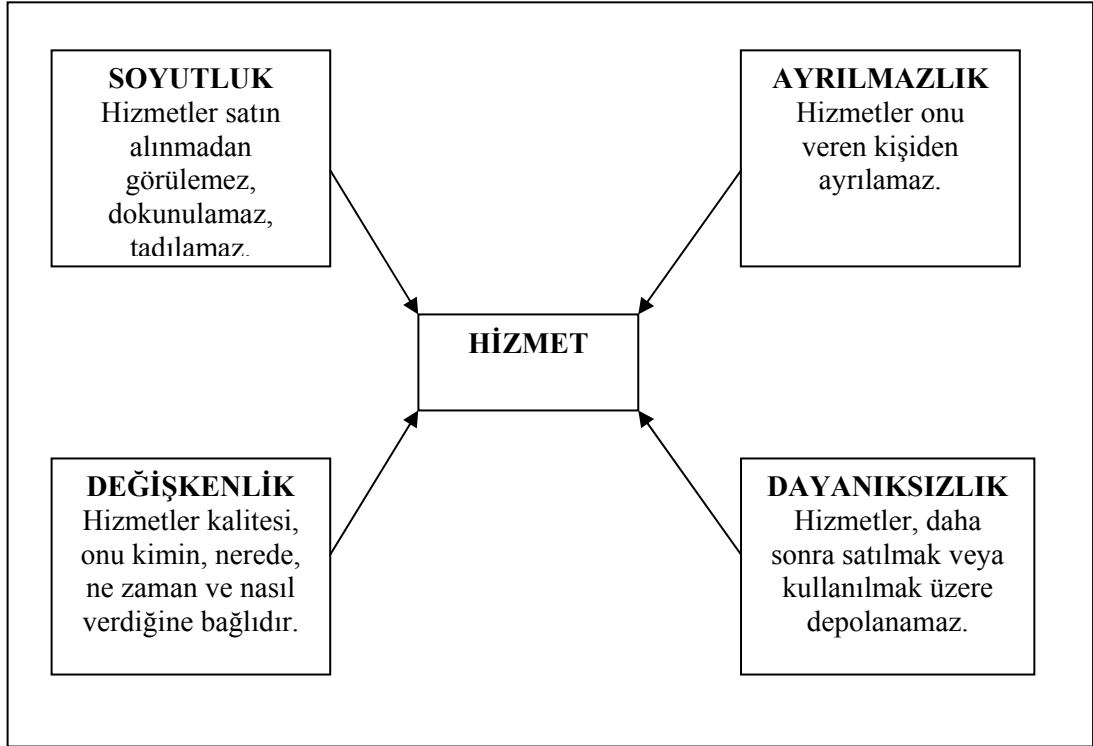 SOYUTLUK
Hizmetler satın
alınmadan
görülemez,
dokunulamaz,
tadılamaz.
AYRILMAZLIK
Hizmetler onu
veren kişiden
ayrılamaz.
HİZMET
DEĞİŞKENLİK
Hizmetler kalitesi,
onu kimin, nerede,
ne zaman ve nasıl
verdiğine bağlıdır.
DAYANIKSIZLIK
Hizmetler, daha
sonra satılmak veya
kullanılmak üzere
depolanamaz.